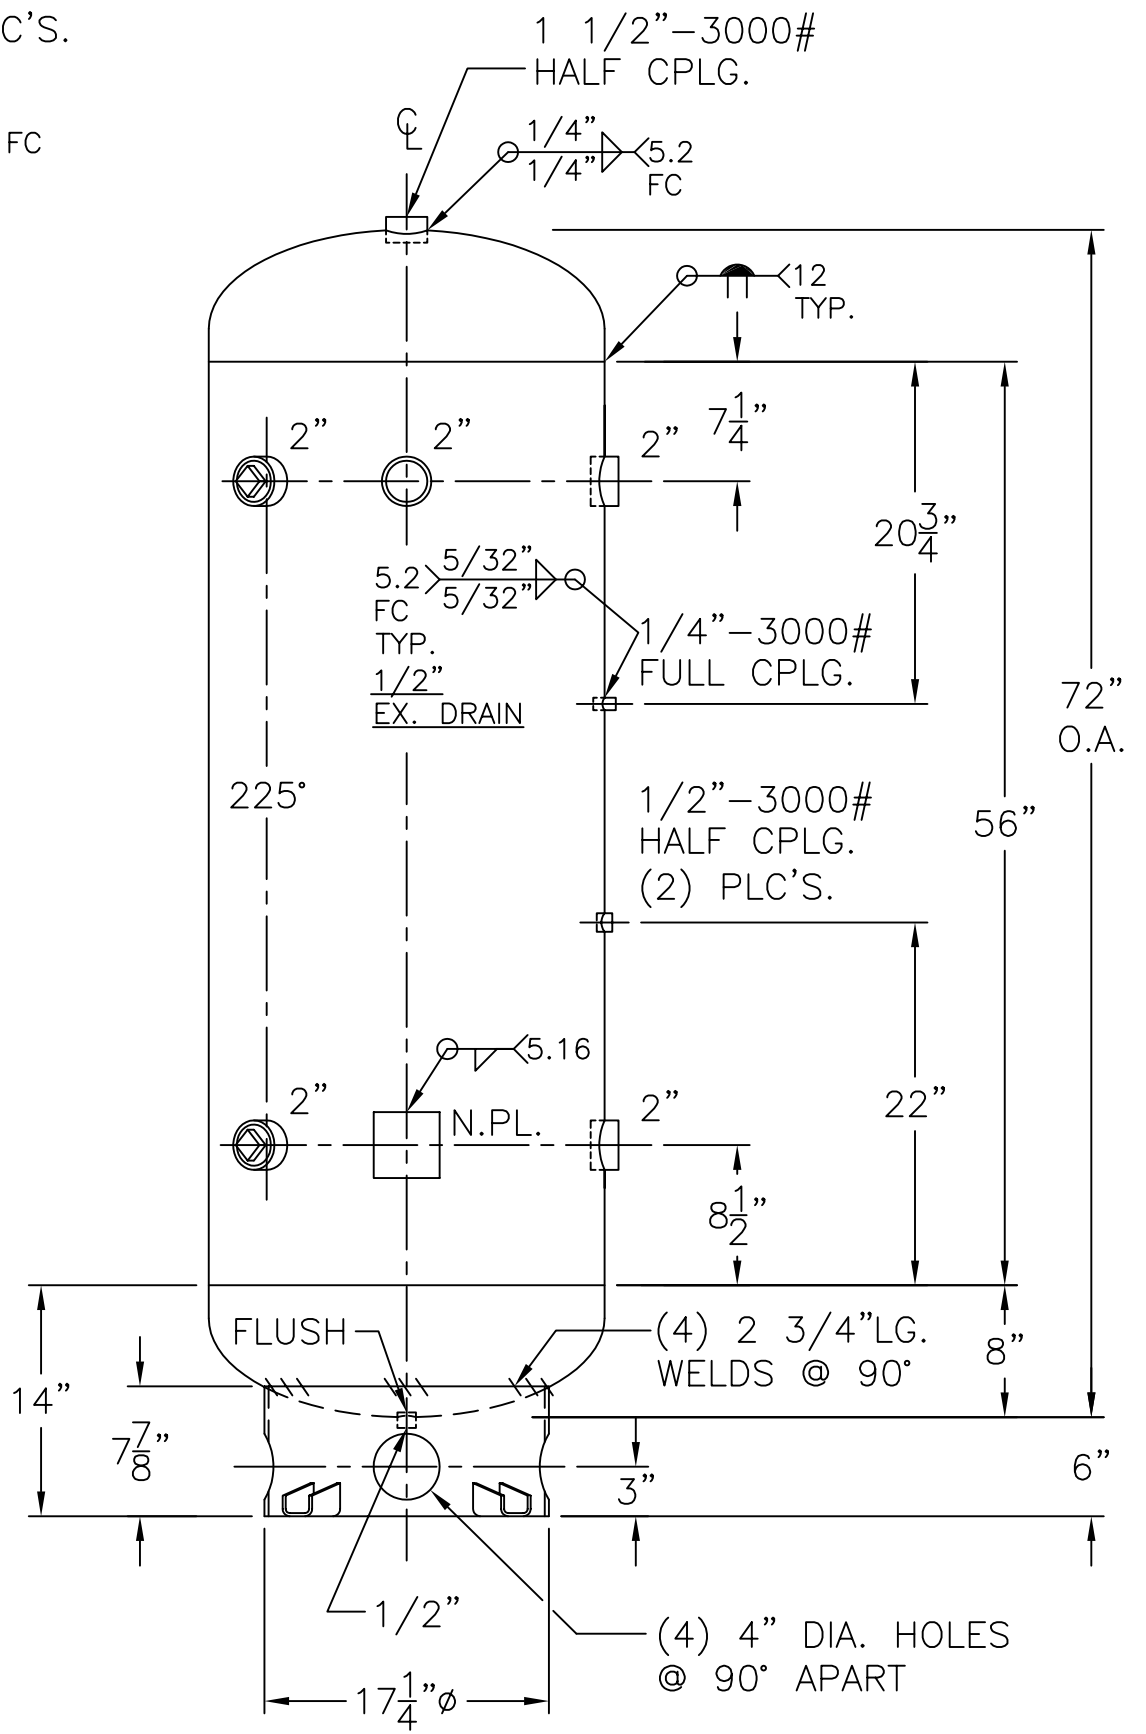 C'S.
1 1/2"-3000#
HALF CPLG.
FC
℄
1/4"
1/4"
5.2
FC
12
TYP.
2"
2"
2"
7 1/4"
20 3/4"
5.2
5/32"
5/32"
FC
TYP.
1/2"
EX. DRAIN
1/4"-3000#
FULL CPLG.
72"
O.A.
225°
1/2"-3000#
HALF CPLG.
(2) PLC'S.
56"
5.16
2"
N.PL.
2"
22"
8 1/2"
FLUSH
(4) 2 3/4"LG.
WELDS @ 90°
8"
14"
7 7/8"
3"
6"
1/2"
(4) 4" DIA. HOLES
@ 90° APART
17 1/4"ø